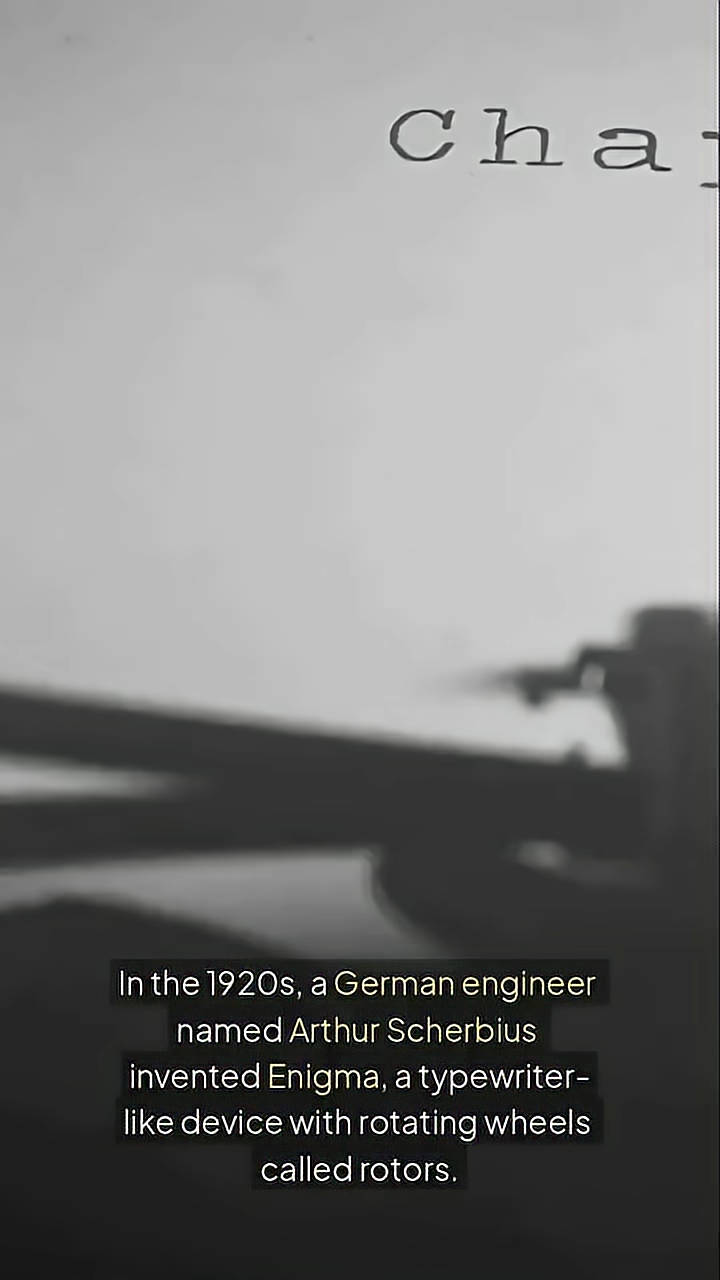 Cha
In the 1920s, a German engineer
named Arthur Scherbius
invented Enigma, a typewriter-
like device with rotating wheels
called rotors.